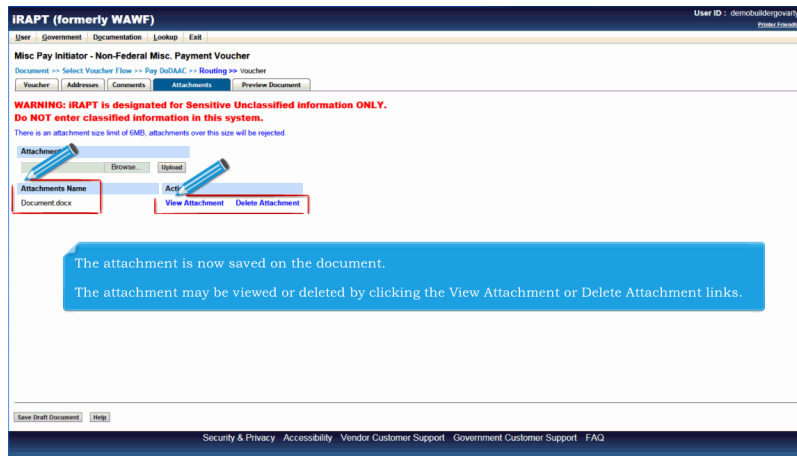 iRAPT (formerly WAWF)
User ID : demobuildergovarty
Printer Friendl
User Government Documentation Lookup Exit
Misc Pay Initiator - Non-Federal Misc. Payment Voucher
Document >> Select Voucher Flow >> Pay DoDAAC >> Routing >> Voucher
Voucher Addresses Comments Attachments Preview Document
WARNING: iRAPT is designated for Sensitive Unclassified information ONLY.
Do NOT enter classified information in this system.
There is an attachment size limit of 6MB, attachments over this size will be rejected.
Attachment
Browse... Upload
Attachments Name Acti
Document.docx View Attachment Delete Attachment
The attachment is now saved on the document.
The attachment may be viewed or deleted by clicking the View Attachment or Delete Attachment links.
Save Draft Document Help
Security & Privacy Accessibility Vendor Customer Support Government Customer Support FAQ